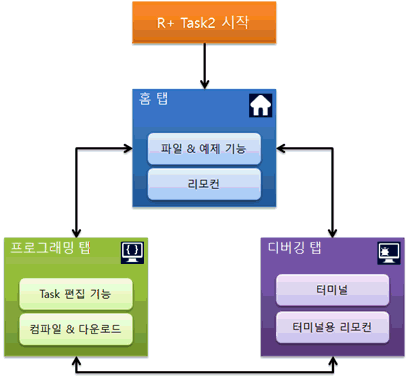 R+ Task2 시작
홈 탭
파일 & 예제 기능
리모컨
프로그래밍 탭
Task 편집 기능
컴파일 & 다운로드
디버깅 탭
터미널
터미널용 리모컨